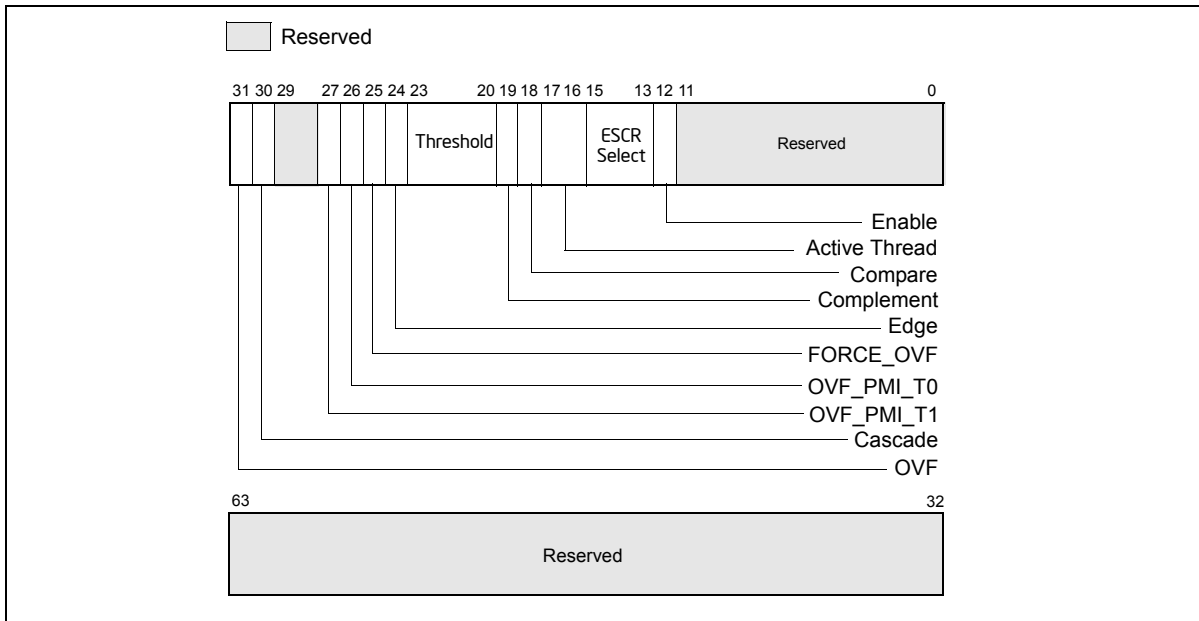 Reserved
31 30 29 27 26 25 24 23 20 19 18 17 16 15 13 12 11 0
Threshold
ESCR
Select
Reserved
Enable
Active Thread
Compare
Complement
Edge
FORCE_OVF
OVF_PMI_T0
OVF_PMI_T1
Cascade
OVF
63 32
Reserved